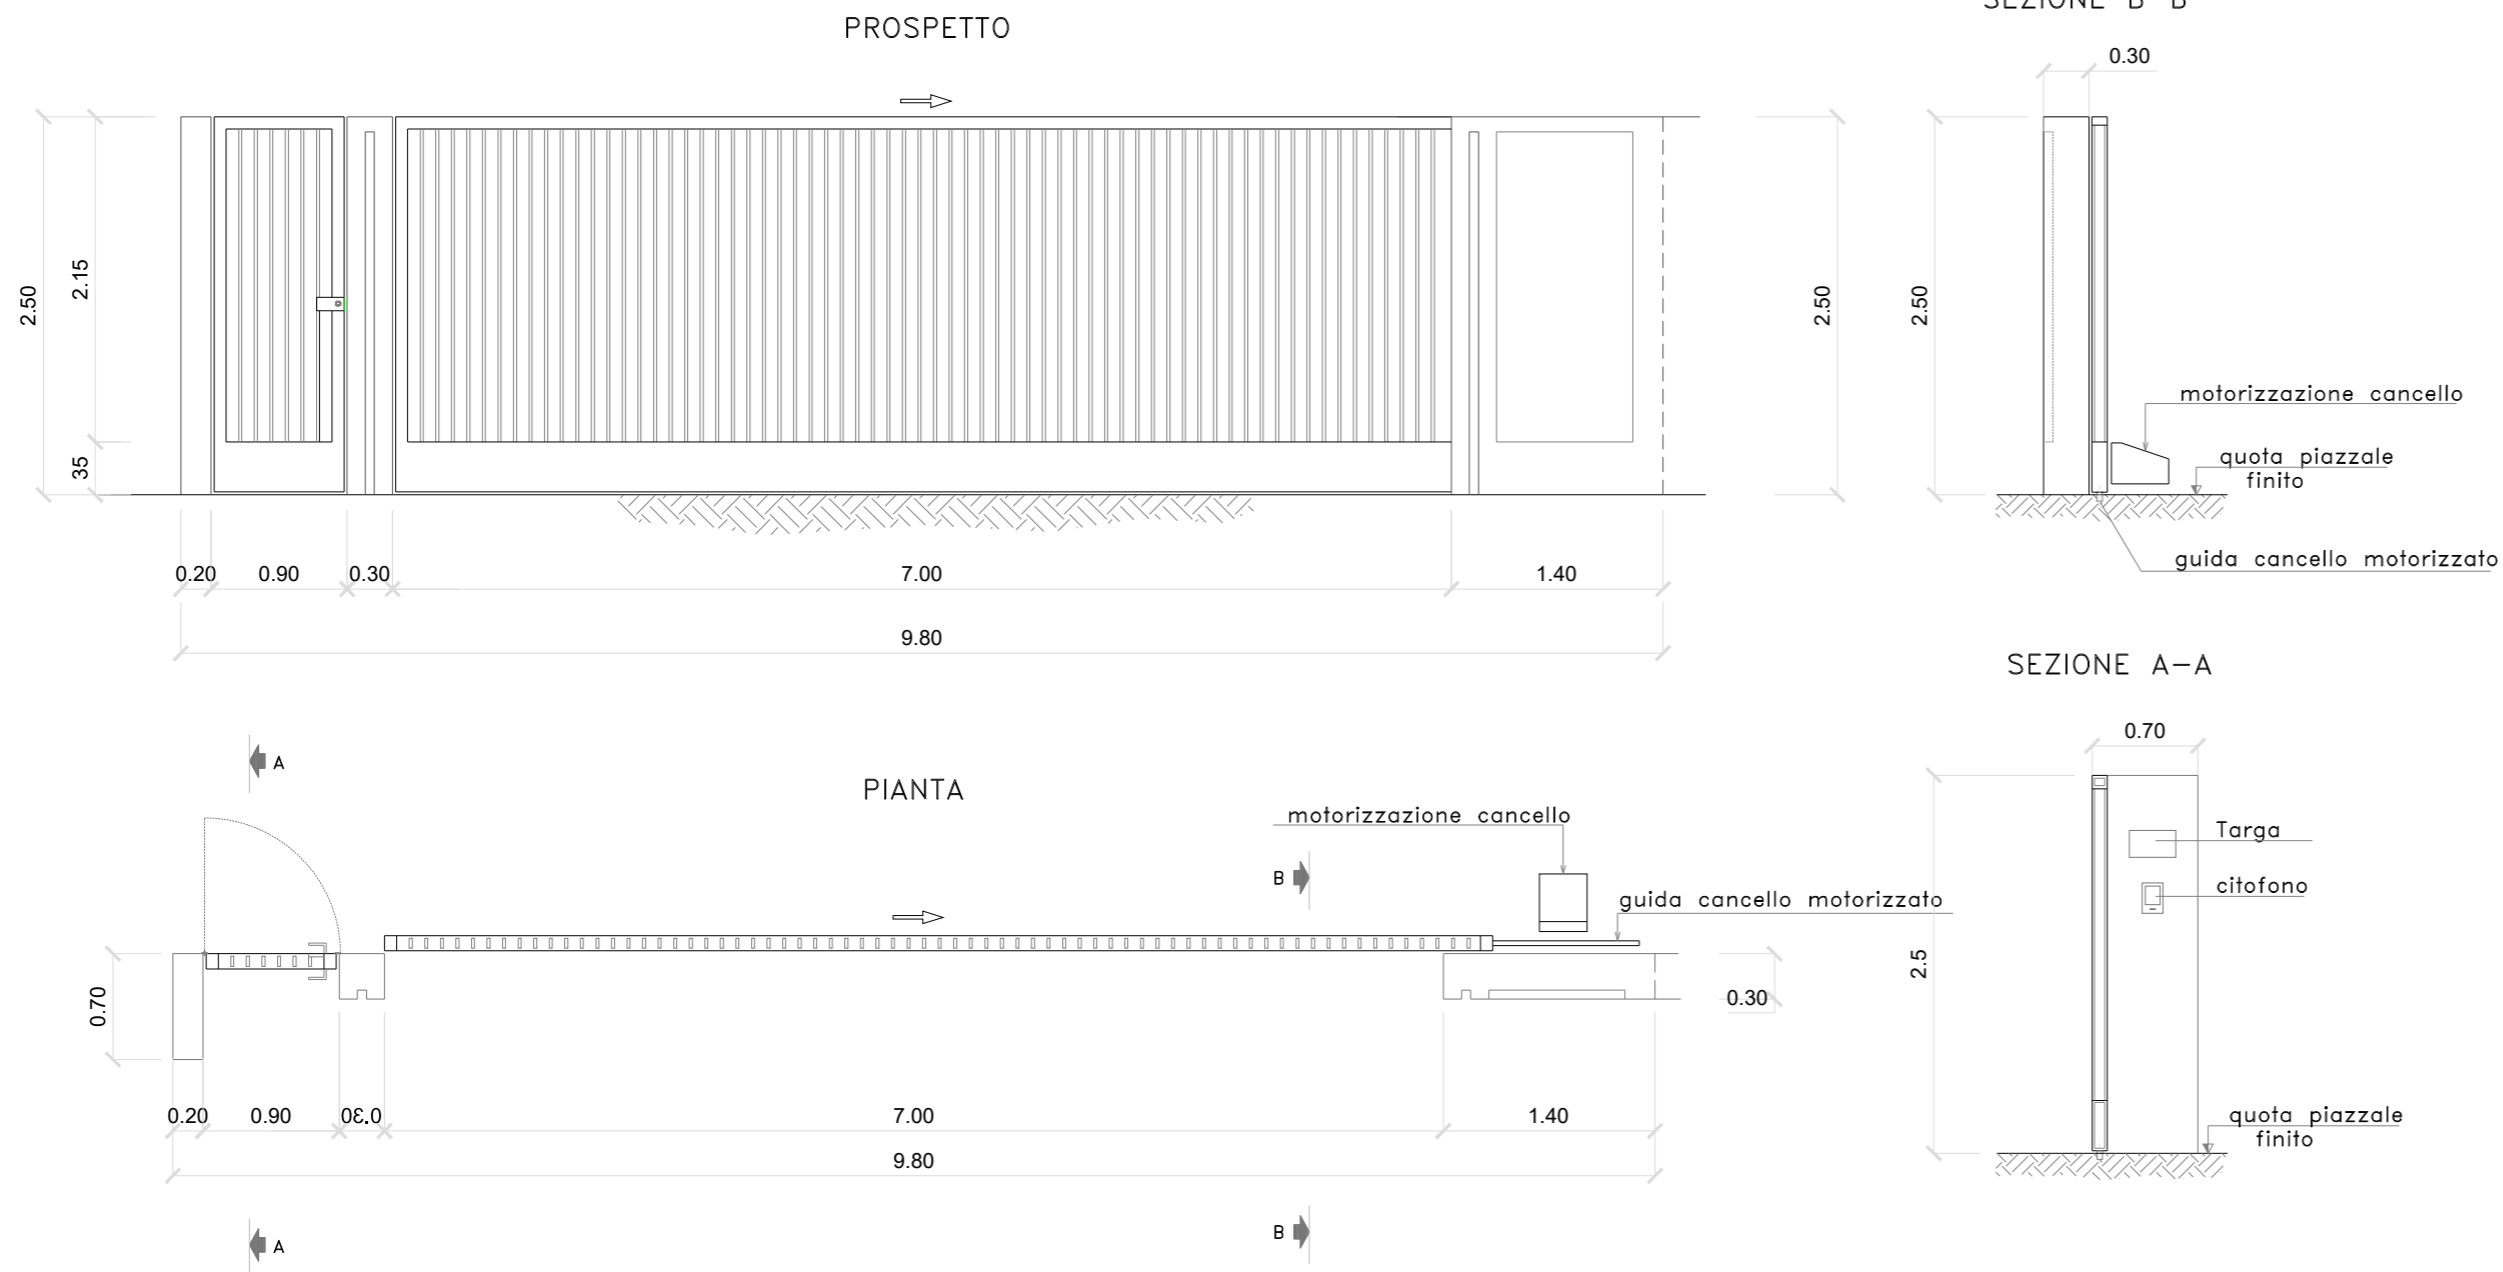 PROSPETTO
SEZIONE B-B
0.30
2.50
2.15
35
2.50
2.50
motorizzazione cancello
quota piazzale
finito
guida cancello motorizzato
0.20 0.90 0.30 7.00 1.40
9.80
SEZIONE A-A
0.70
A
PIANTA
motorizzazione cancello
B
guida cancello motorizzato
Targa
citofono
2.5
0.70
0.30
quota piazzale
finito
0.20 0.90 0.30 7.00 1.40
9.80
A
B